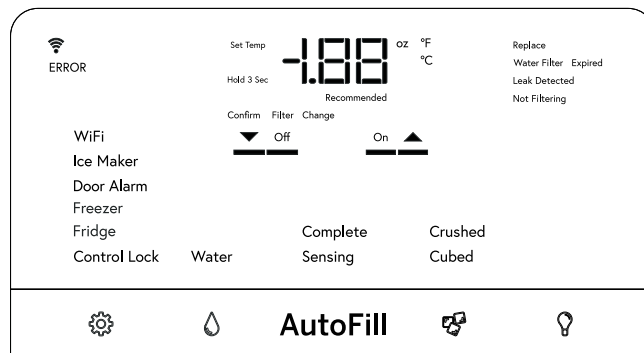 Set Temp -1.88 oz °F
°C
Hold 3 Sec
Recommended
Confirm Filter Change
Replace
Water Filter Expired
Leak Detected
Not Filtering
ERROR
WiFi
Off On
Ice Maker
Door Alarm
Freezer
Fridge Complete Crushed
Control Lock Water Sensing Cubed
AutoFill